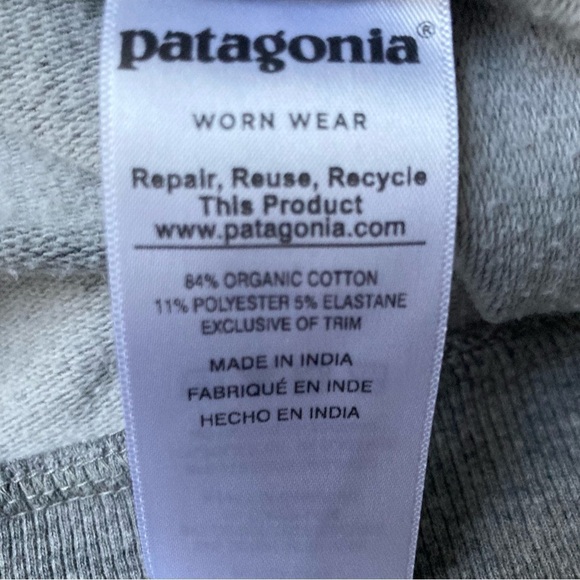 patagonia®
WORN WEAR
Repair, Reuse, Recycle
This Product
www.patagonia.com
84% ORGANIC COTTON
11% POLYESTER 5% ELASTANE
EXCLUSIVE OF TRIM
MADE IN INDIA
FABRIQUÉ EN INDE
HECHO EN INDIA